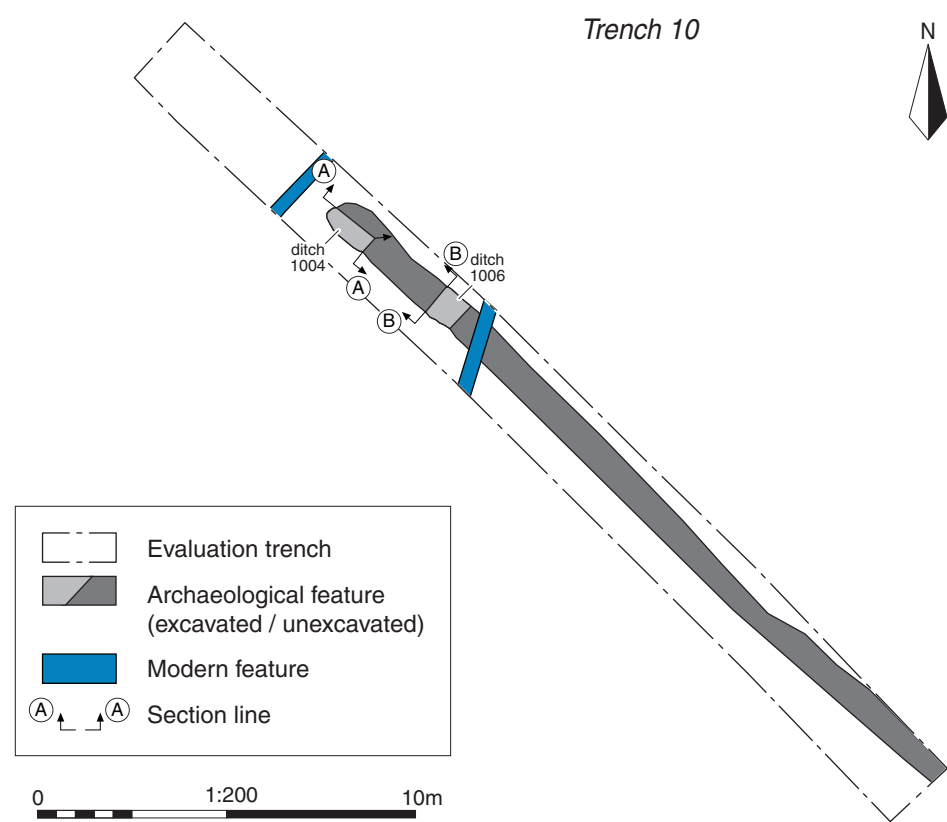 Trench 10
N
A
ditch
1004
A
B
ditch
1006
B
Evaluation trench
Archaeological feature
(excavated / unexcavated)
Modern feature
A A Section line
0 1:200 10m